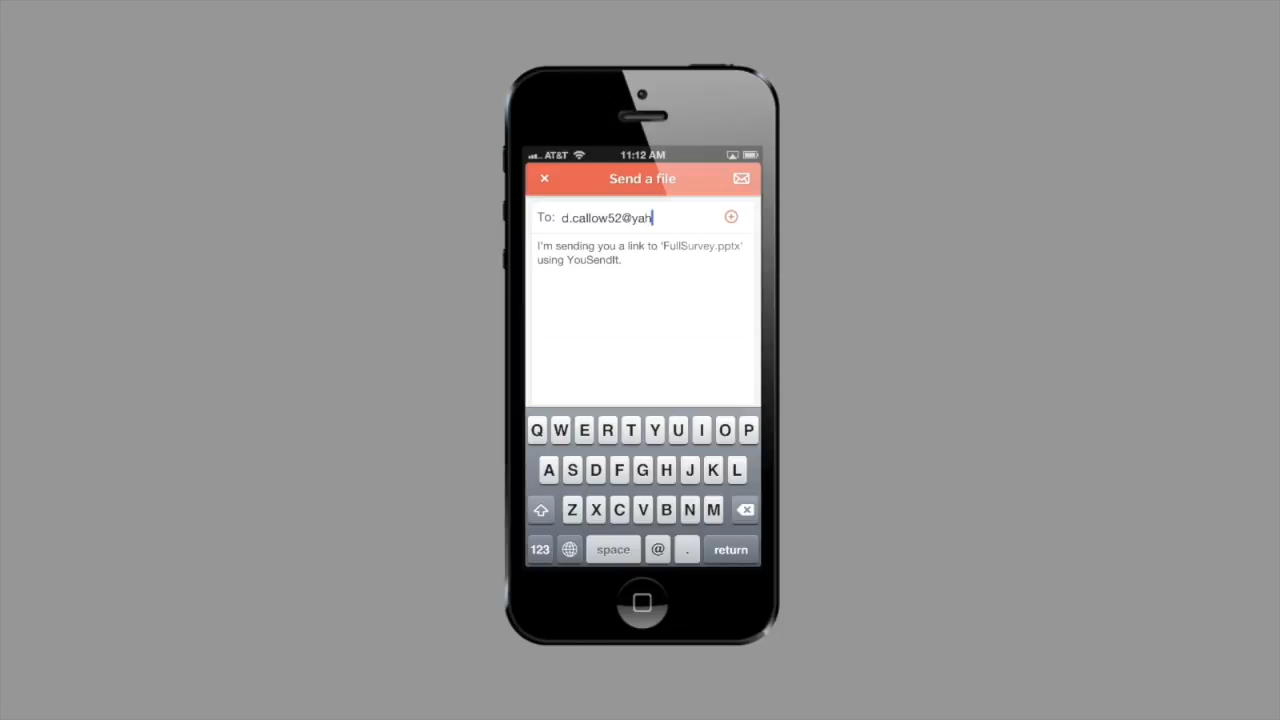 AT&T 11:12 AM
Send a file
To: d.callow52@yah
I'm sending you a link to 'FullSurvey.pptx'
using YouSendIt.
Q W E R T Y U I O P
A S D F G H J K L
Z X C V B N M
123 space @ . return